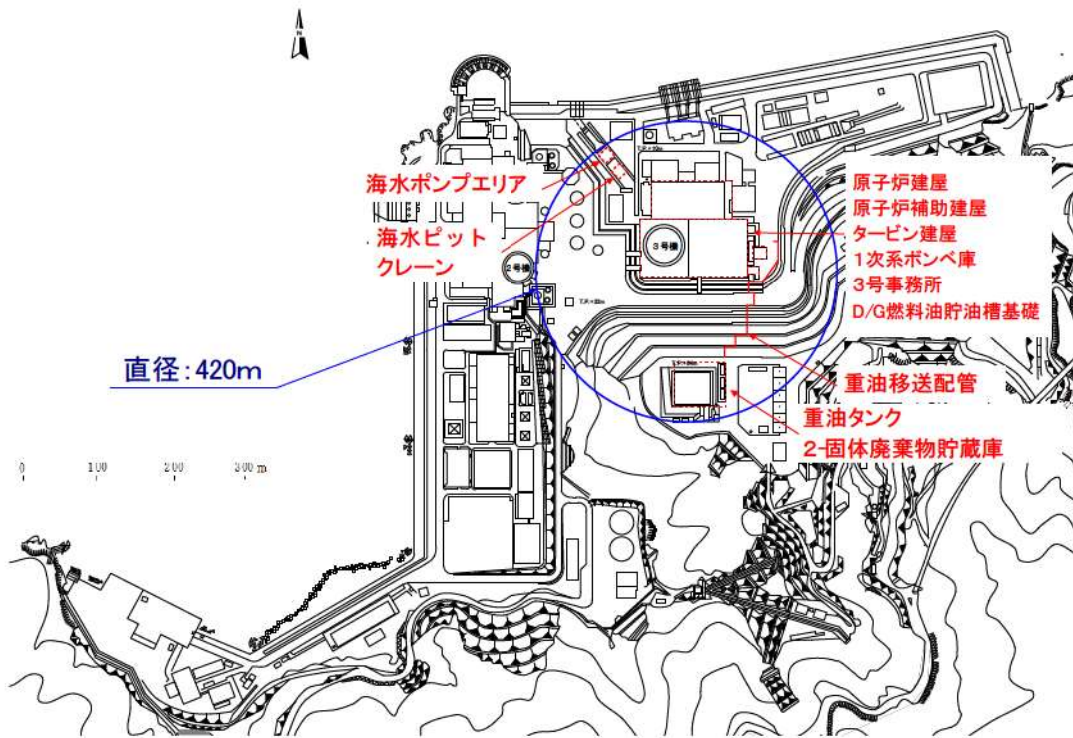 N
T.P.+10m
海水ポンプエリア
海水ピット
クレーン
原子炉建屋
原子炉補助建屋
タービン建屋
1次系ボンベ庫
3号事務所
D/G燃料油貯油槽基礎
3号機
2号機
直径:420m
重油移送配管
重油タンク
2-固体廃棄物貯蔵庫
0 100 200 300 m